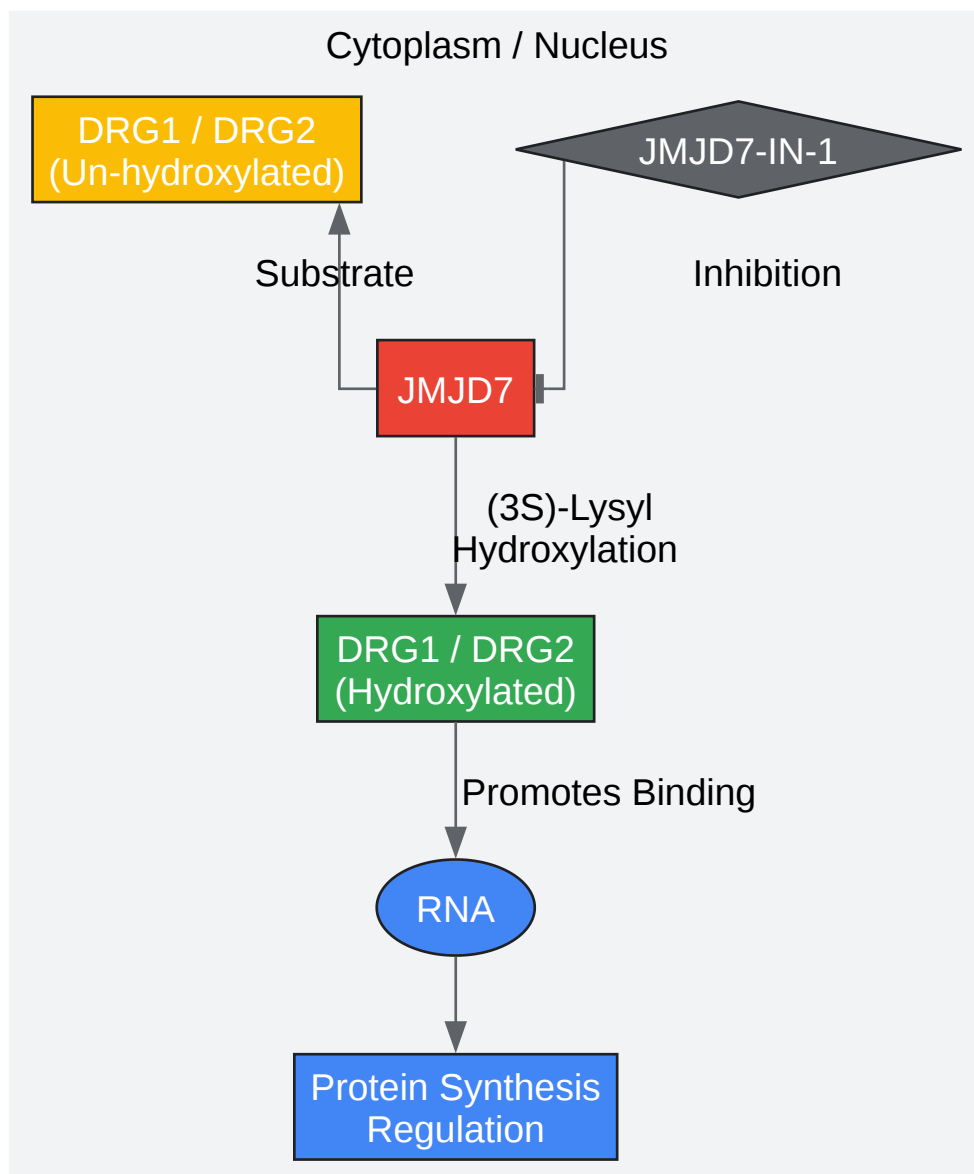 Cytoplasm / Nucleus
DRG1 / DRG2
(Un-hydroxylated)
JMJD7-IN-1
Substrate
Inhibition
JMJD7
(3S)-Lysyl
Hydroxylation
DRG1 / DRG2
(Hydroxylated)
Promotes Binding
RNA
Protein Synthesis
Regulation